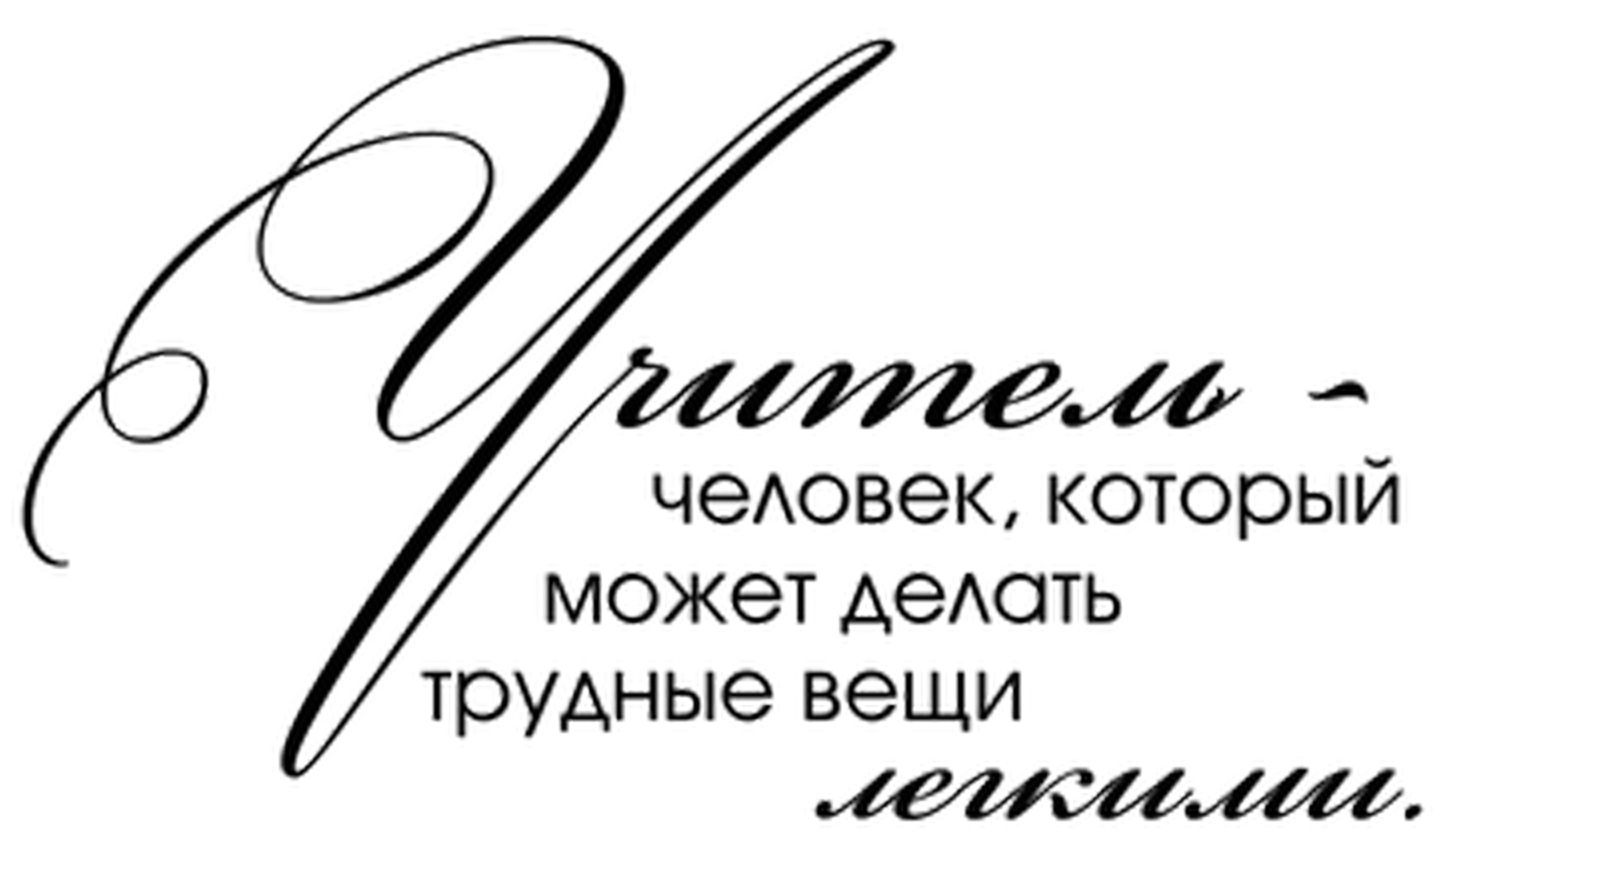 Учитель -
человек, который
может делать
трудные вещи
легкими.